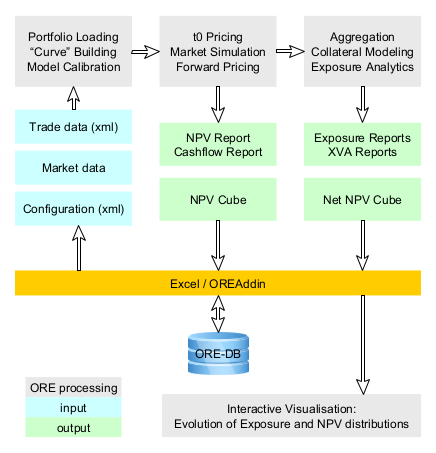 Portfolio Loading
“Curve” Building
Model Calibration
t0 Pricing
Market Simulation
Forward Pricing
Aggregation
Collateral Modeling
Exposure Analytics
Trade data (xml)
Market data
Configuration (xml)
NPV Report
Cashflow Report
Exposure Reports
XVA Reports
NPV Cube
Net NPV Cube
Excel / OREAddin
ORE-DB
ORE processing
input
output
Interactive Visualisation:
Evolution of Exposure and NPV distributions